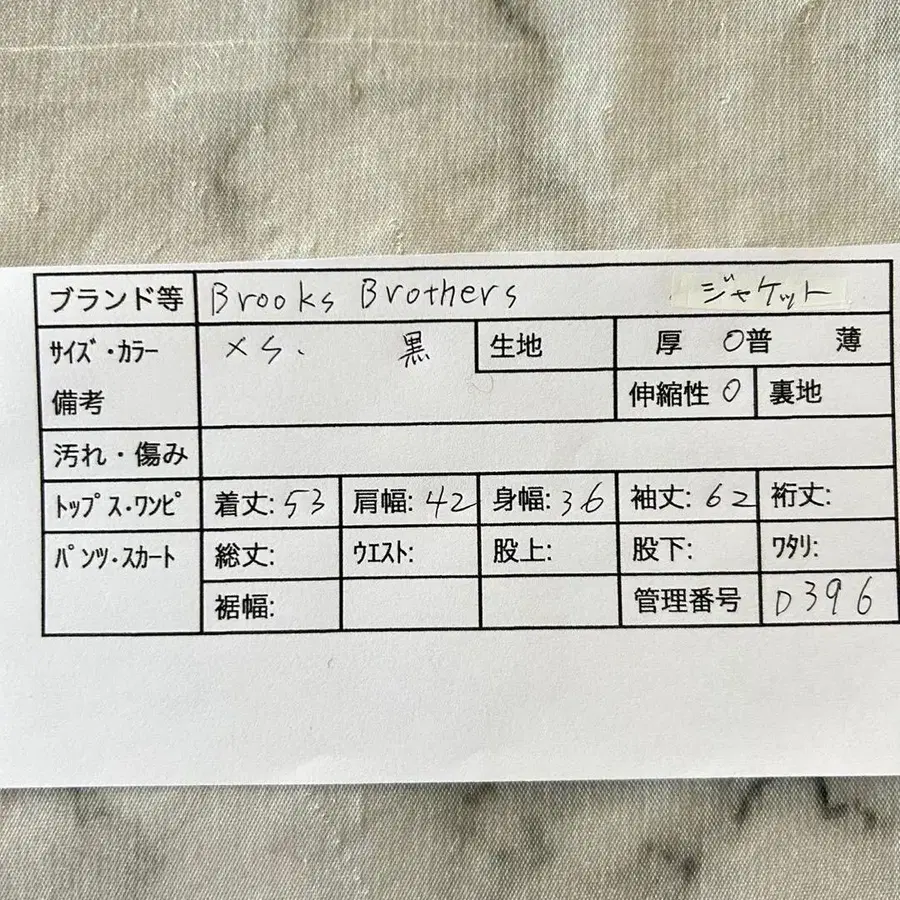 ブランド等 Brooks Brothers ジャケット
サイズ・カラー XS. 黒 生地 厚 ○普 薄
備考 伸縮性 ○ 裏地
汚れ・傷み
トップス・ワンピ 着丈: 53 肩幅: 42 身幅: 36 袖丈: 62 裄丈:
パンツ・スカート 総丈: ウエスト: 股上: 股下: ワタリ:
裾幅: 管理番号 D396